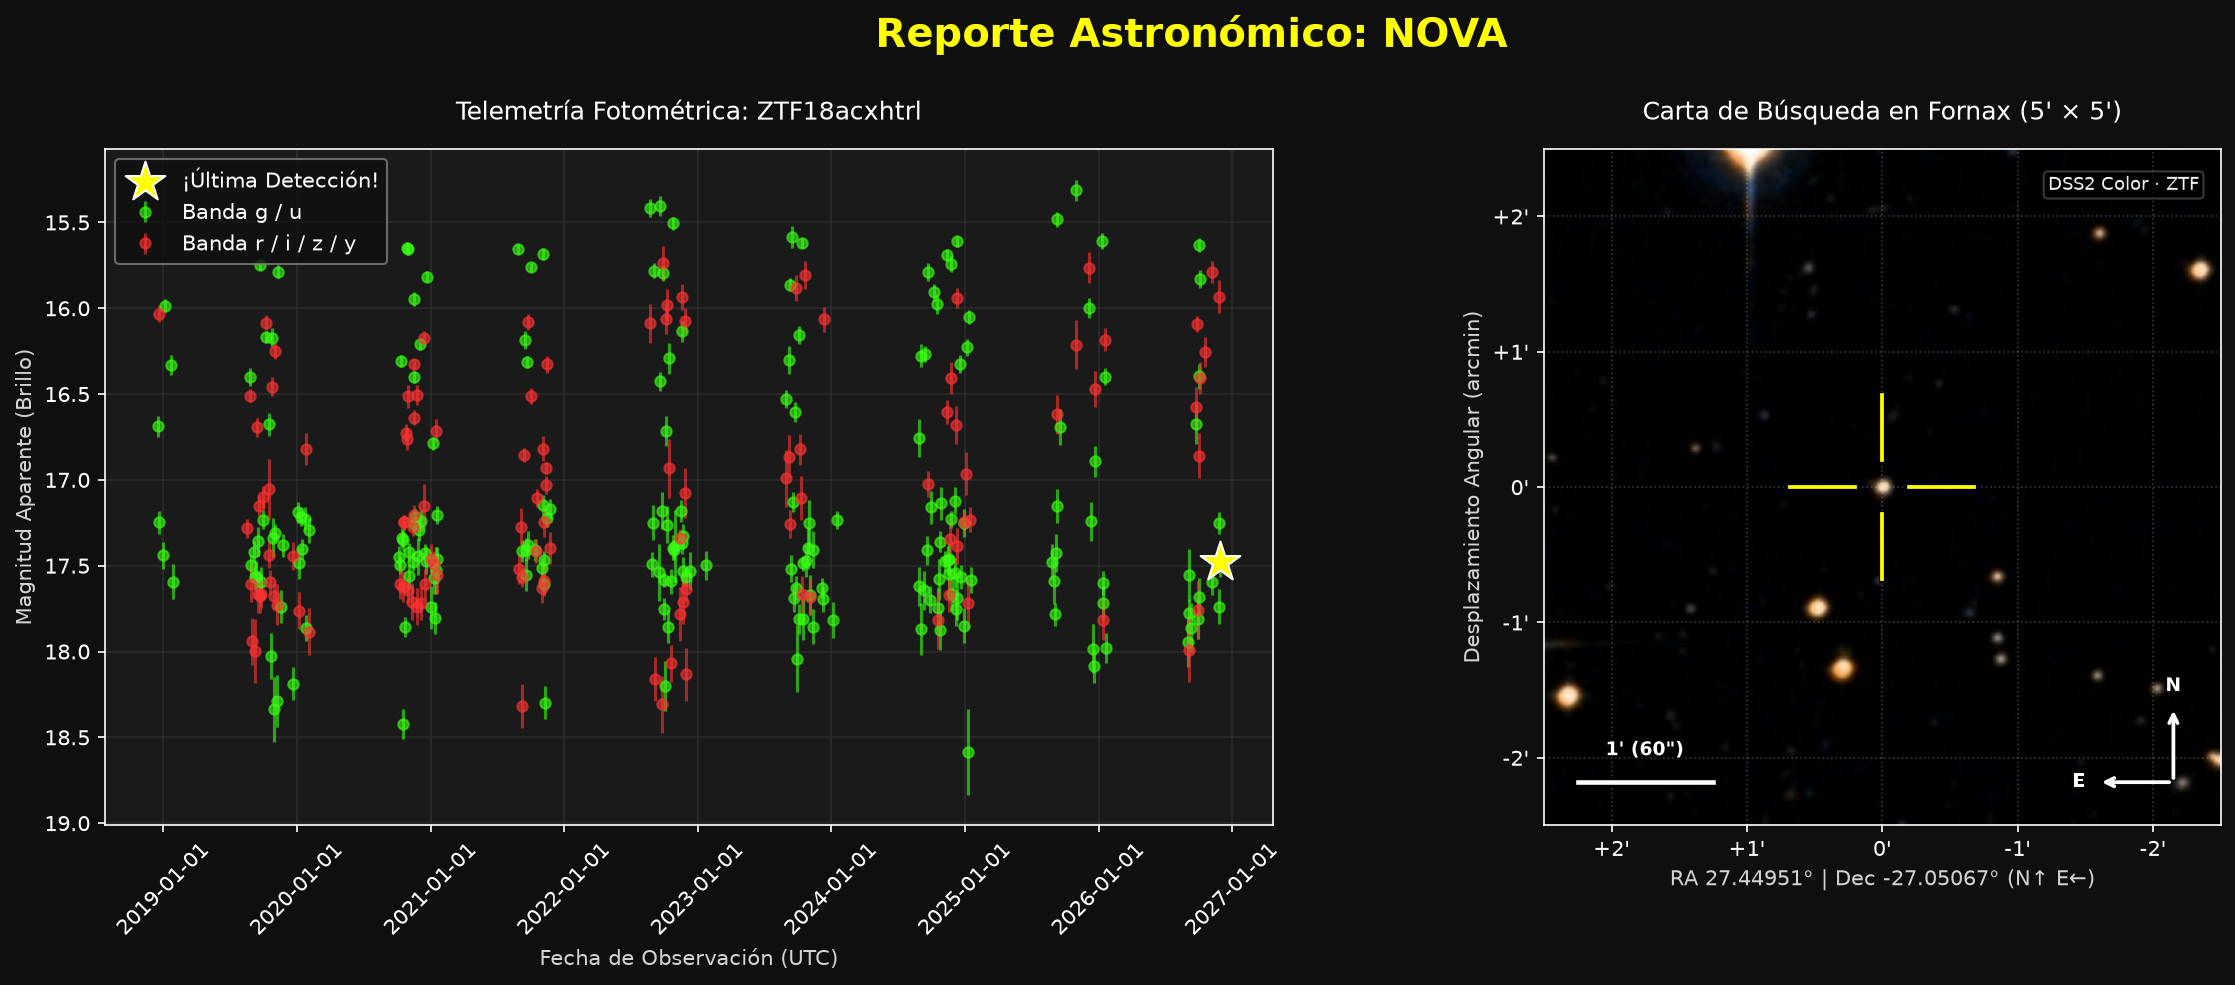 Reporte Astronómico: NOVA
Telemetría Fotométrica: ZTF18acxhtrl
¡Última Detección!
Banda g / u
Banda r / i / z / y
Magnitud Aparente (Brillo)
15.5
16.0
16.5
17.0
17.5
18.0
18.5
19.0
2019-01-01
2020-01-01
2021-01-01
2022-01-01
2023-01-01
2024-01-01
2025-01-01
2026-01-01
2027-01-01
Fecha de Observación (UTC)
Carta de Búsqueda en Fornax (5' × 5')
DSS2 Color · ZTF
Desplazamiento Angular (arcmin)
+2'
+1'
0'
-1'
-2'
N
E
1' (60")
+2'
+1'
0'
-1'
-2'
RA 27.44951° | Dec -27.05067° (N↑ E←)